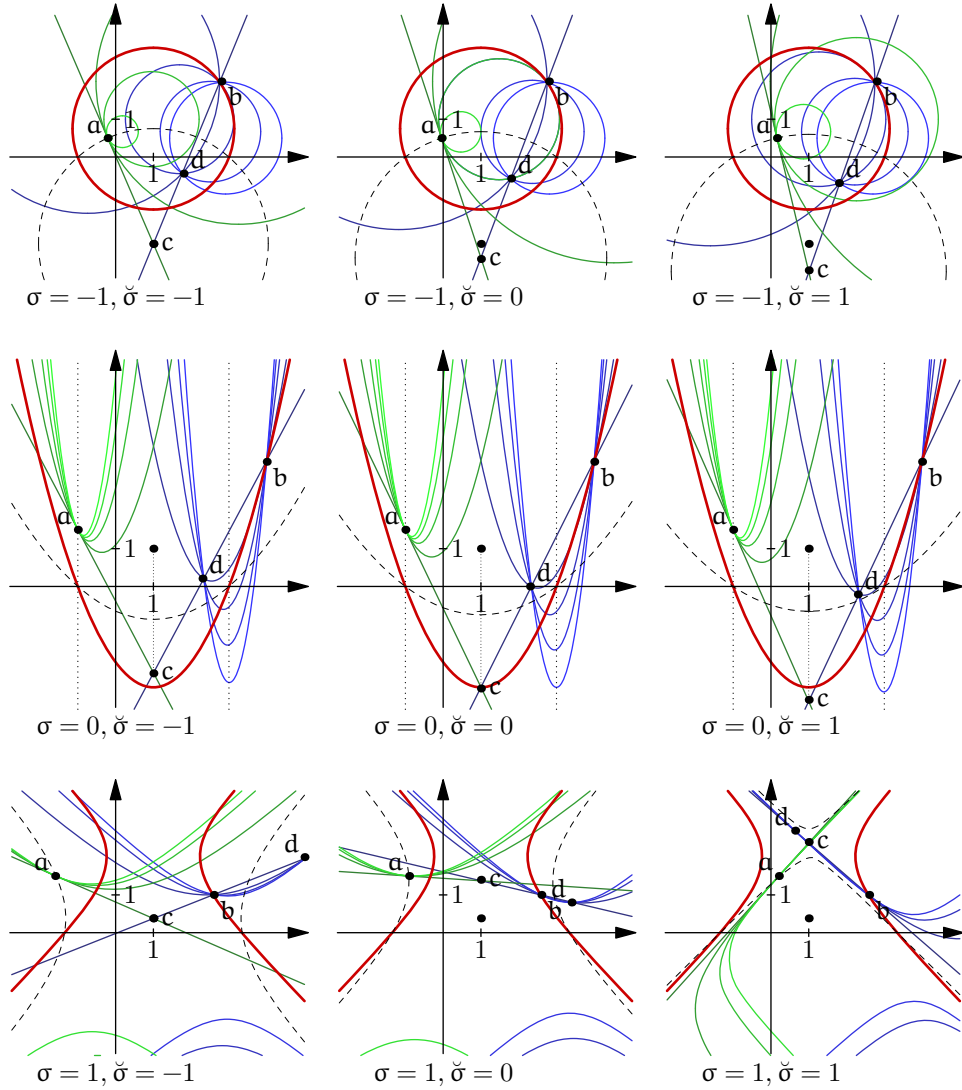 a 1 b d 1 c
σ = −1, σ̆ = −1
a 1 b d 1 c
σ = −1, σ̆ = 0
a 1 b d 1 c
σ = −1, σ̆ = 1
a b 1 d 1 c
σ = 0, σ̆ = −1
a b 1 d 1 c
σ = 0, σ̆ = 0
a b 1 d 1 c
σ = 0, σ̆ = 1
d a 1 b c 1
σ = 1, σ̆ = −1
a c d 1 b 1
σ = 1, σ̆ = 0
d c a 1 b 1
σ = 1, σ̆ = 1